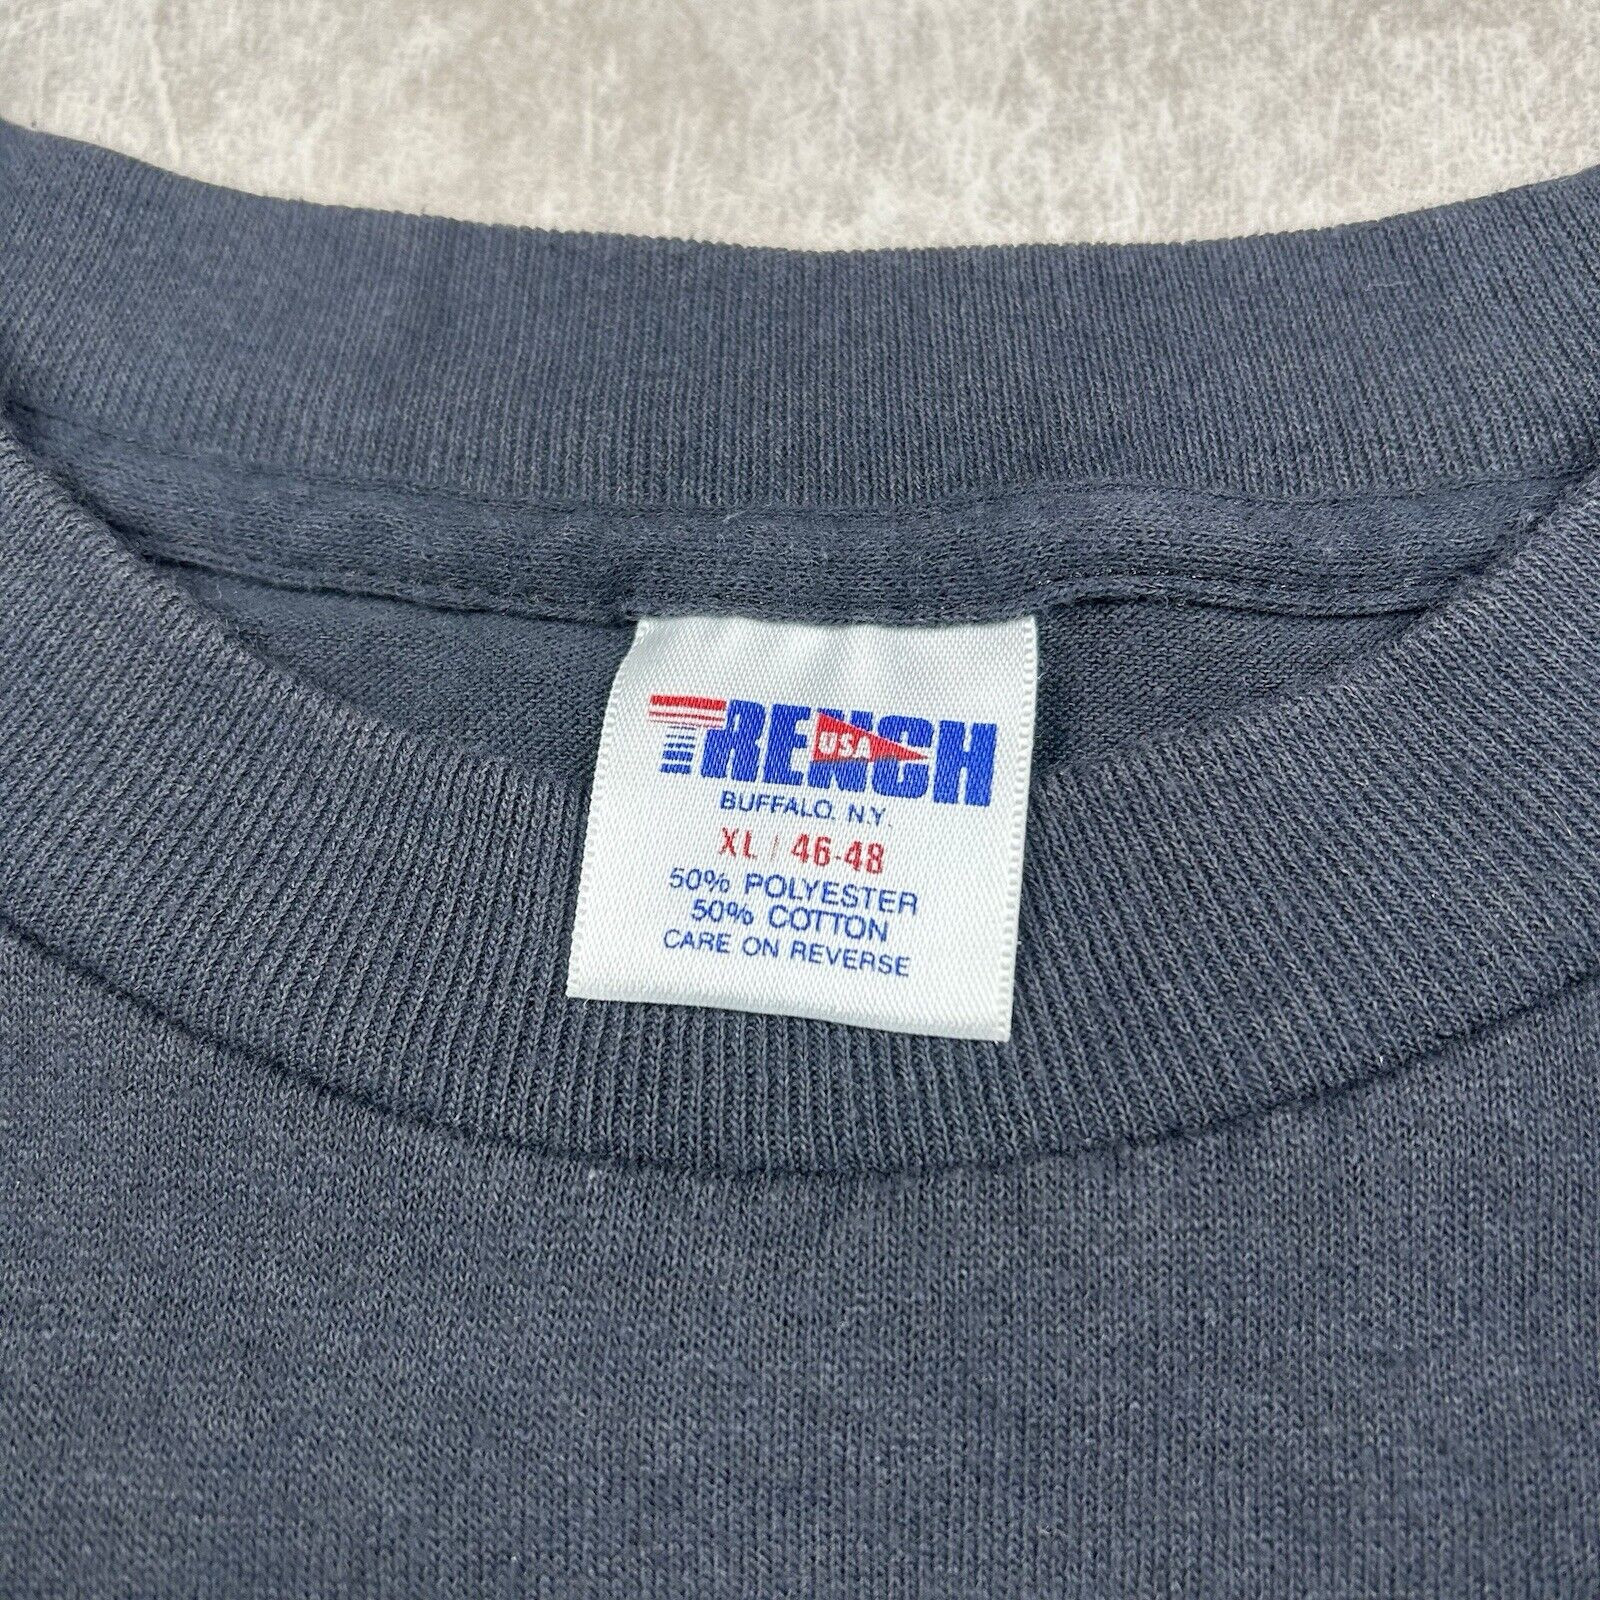 TRENCH
USA
BUFFALO, N.Y.
XL | 46-48
50% POLYESTER
50% COTTON
CARE ON REVERSE